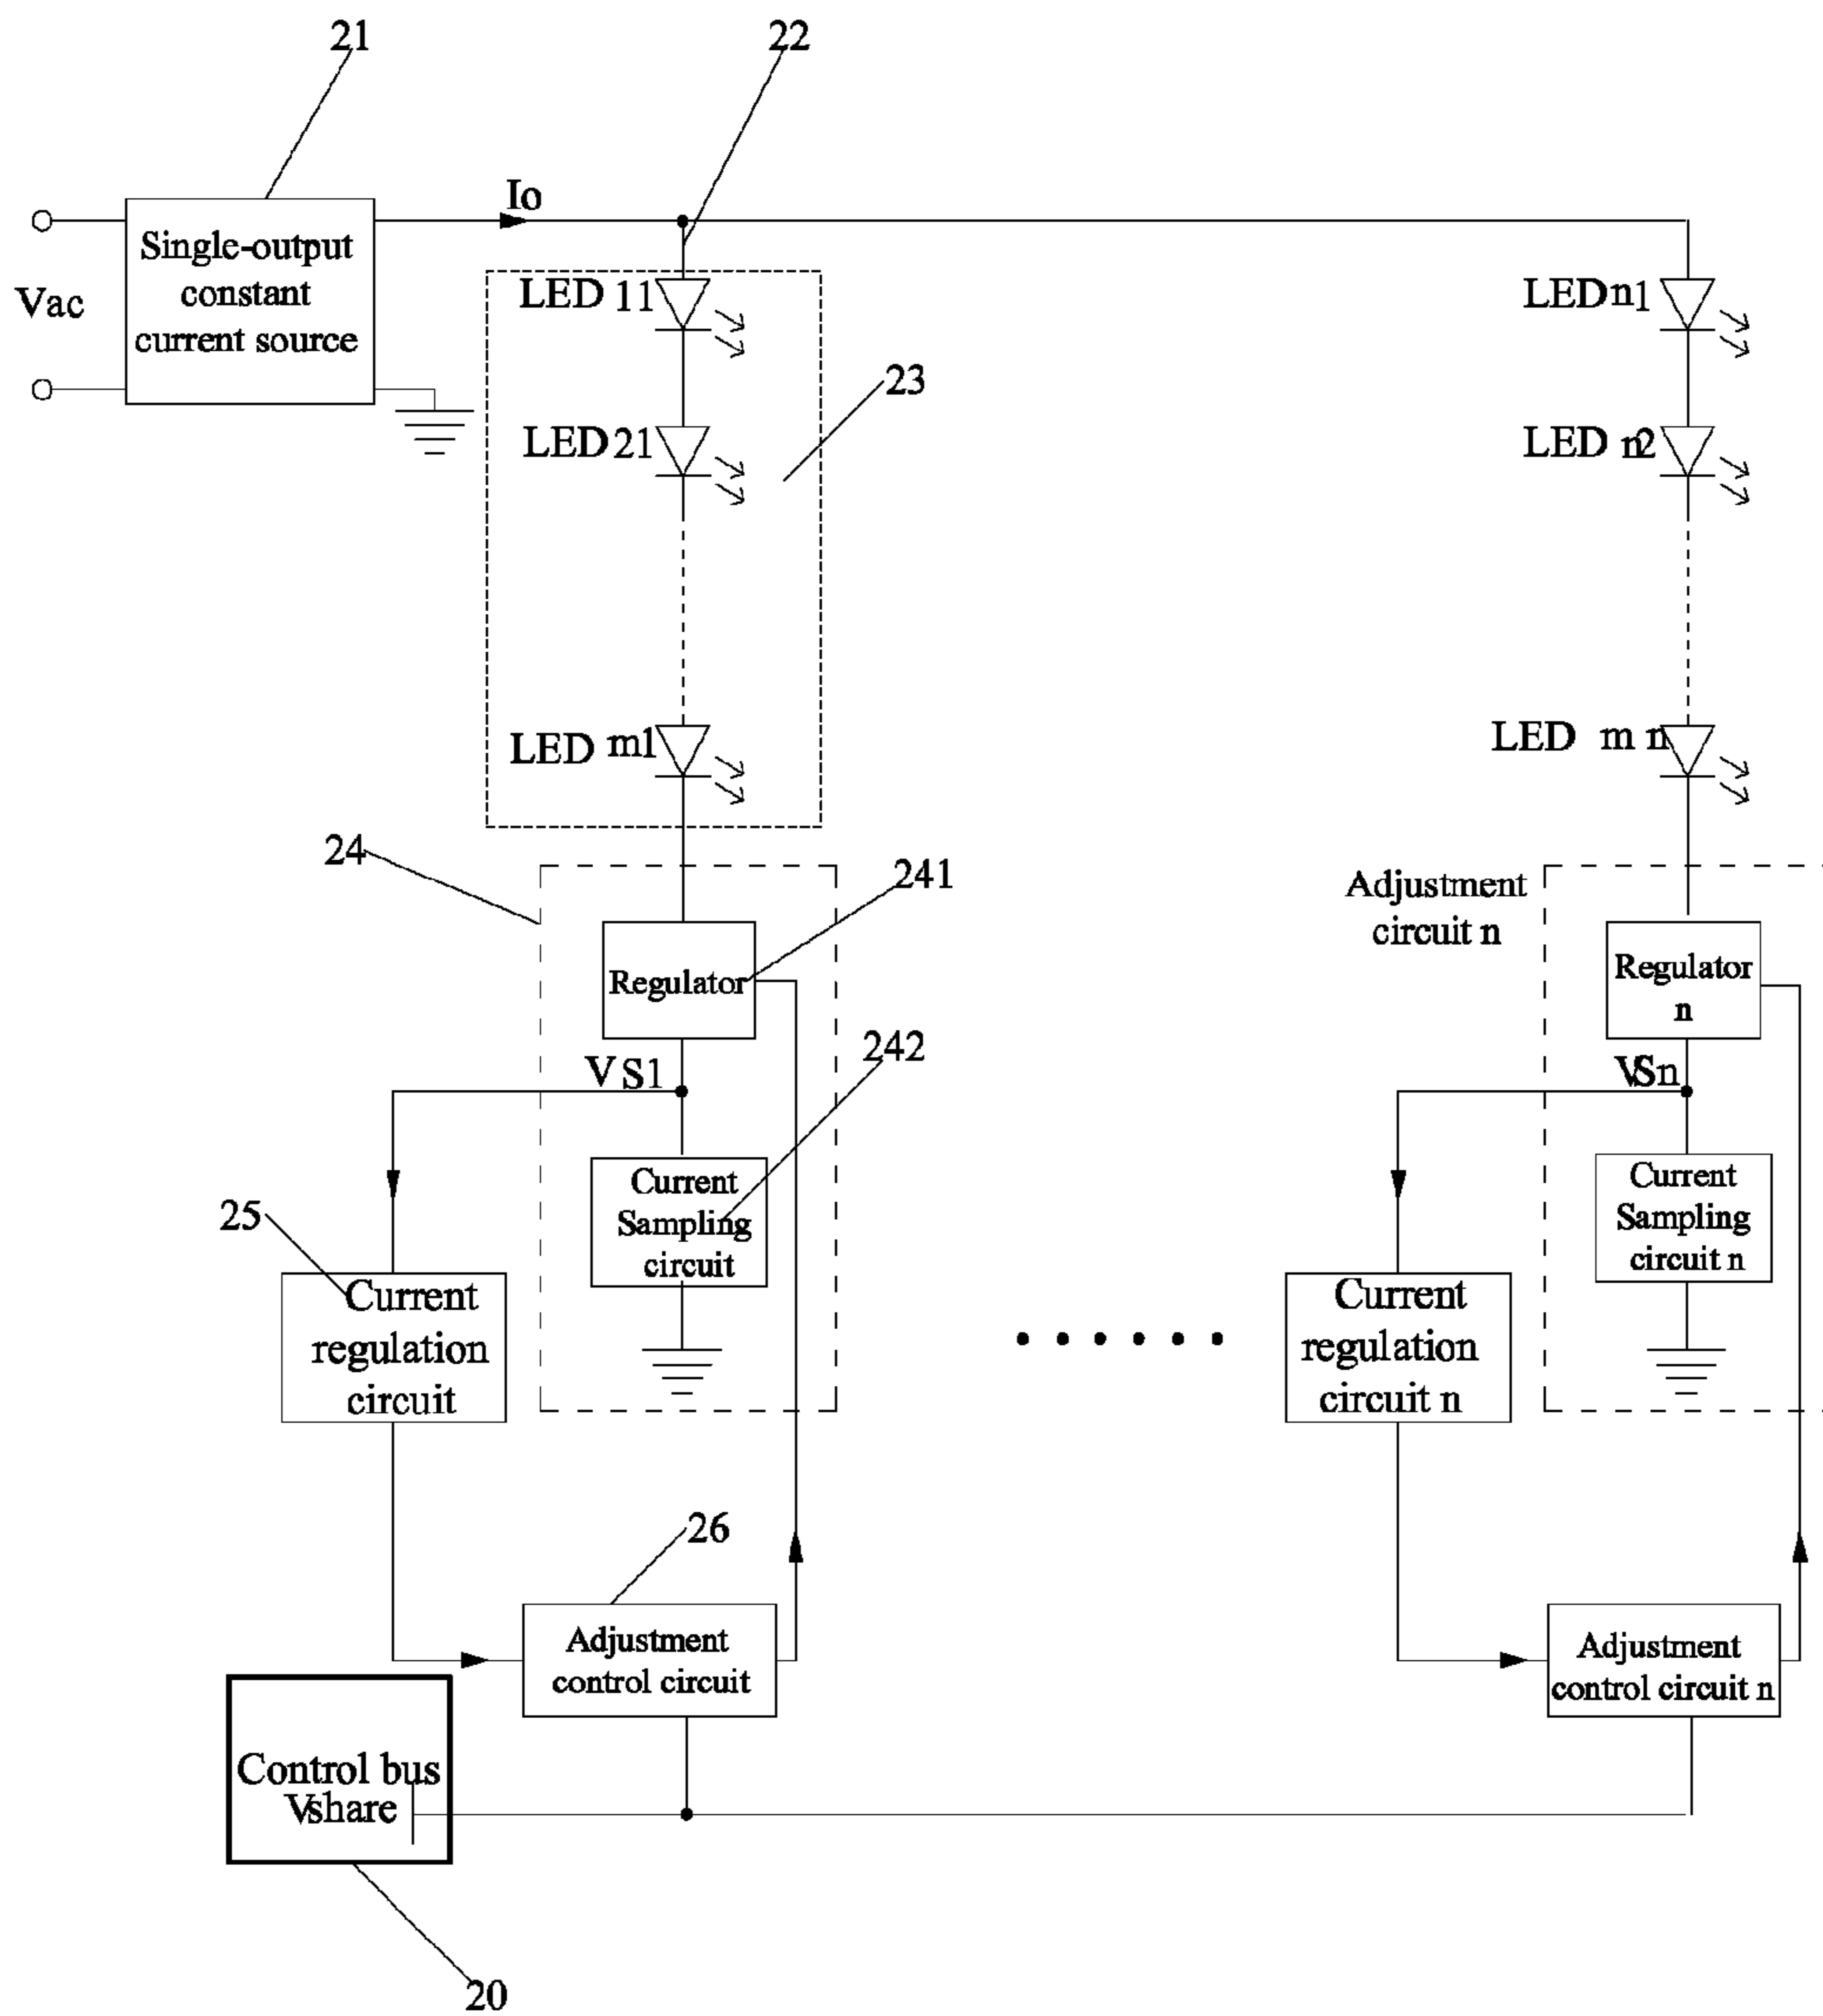 21
22
Io
Single-output
constant
current source
Vac
LED 11
LED n1
23
LED 21
LED n2
LED m1
LED m n
24
241
Adjustment
circuit n
Regulator
Regulator
n
242
VS1
VSn
Current
Sampling
circuit
Current
Sampling
circuit n
25
Current
regulation
circuit
Current
regulation
circuit n
26
Adjustment
control circuit
Adjustment
control circuit n
Control bus
Vshare
20